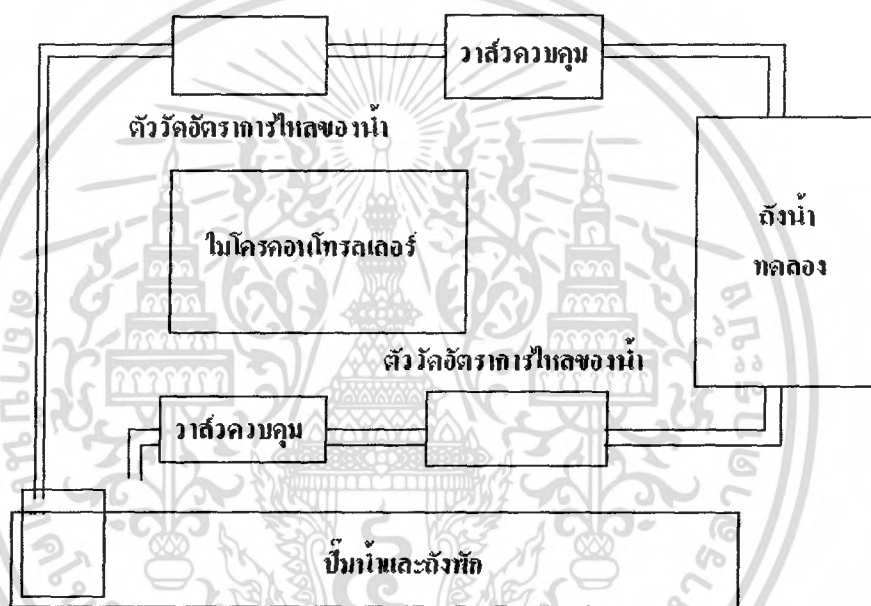 วาล์วควบคุม
ตัววัดอัตราการไหลของน้ำ
ถังน้ำ
ทดลอง
ไมโครคอนโทรลเลอร์
ตัววัดอัตราการไหลของน้ำ
วาล์วควบคุม
ปั๊มน้ำและถังพัก